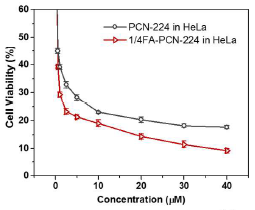 60
50
40
30
20
10
0
0 10 20 30 40
Cell Viability (%)
Concentration (μM)
PCN-224 in HeLa
1/4FA-PCN-224 in HeLa